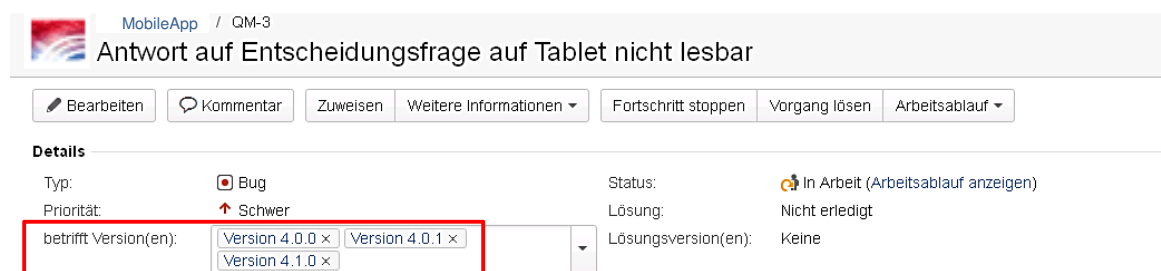 MobileApp / QM-3
Antwort auf Entscheidungsfrage auf Tablet nicht lesbar
Bearbeiten Kommentar Zuweisen Weitere Informationen Fortschritt stoppen Vorgang lösen Arbeitsablauf
Details
Typ: Bug Status: In Arbeit (Arbeitsablauf anzeigen)
Priorität: Schwer Lösung: Nicht erledigt
betrifft Version(en): Version 4.0.0 × Version 4.0.1 × Lösungsversion(en): Keine
Version 4.1.0 ×